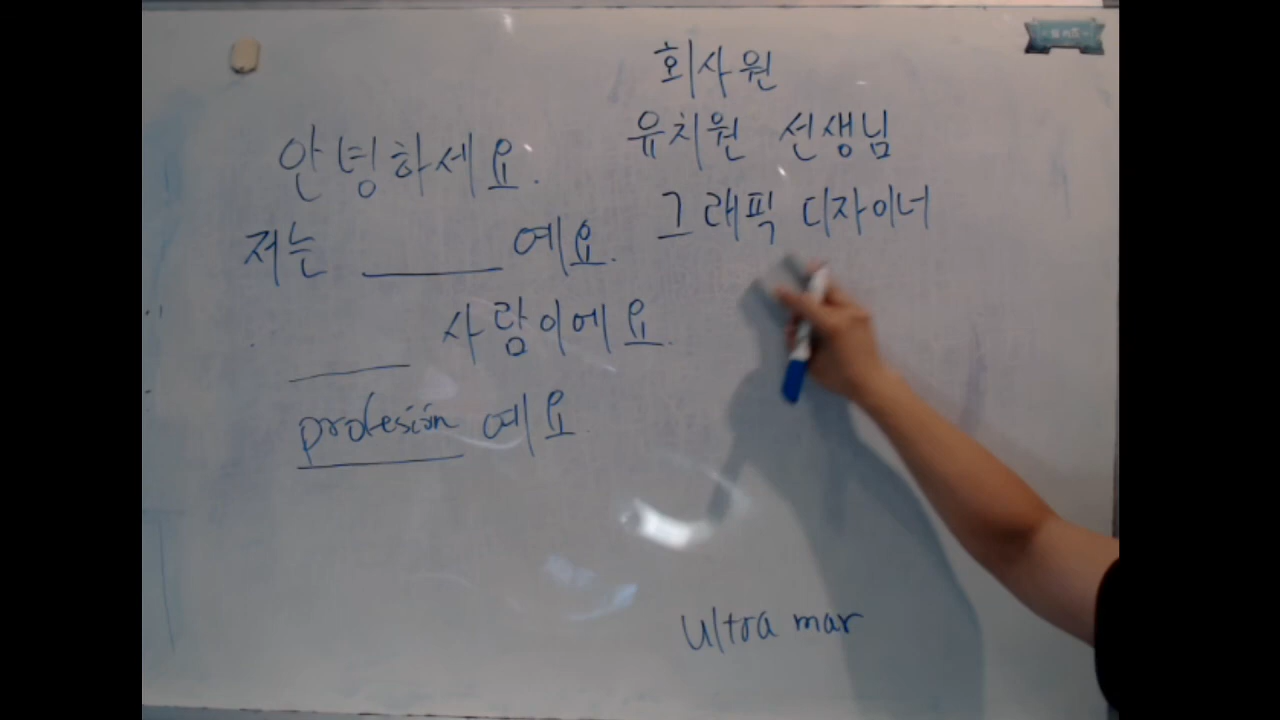 안녕하세요.
저는 ______ 예요.
____ 사람이에요.
profesión 예요
회사원
유치원 선생님
그래픽 디자이너
ultra mar